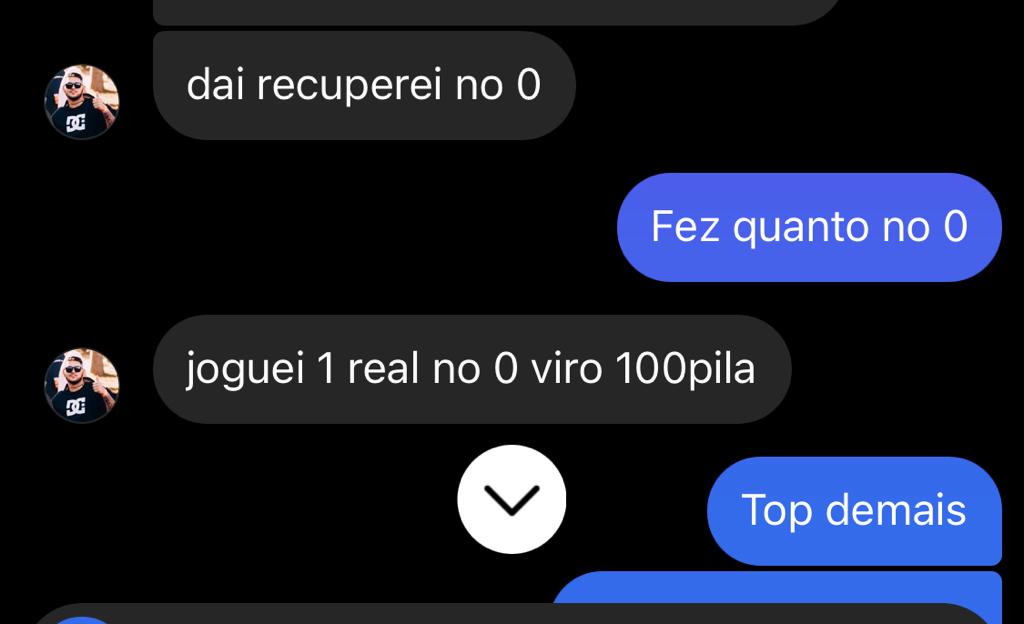 dai recuperei no 0
Fez quanto no 0
joguei 1 real no 0 viro 100pila
Top demais